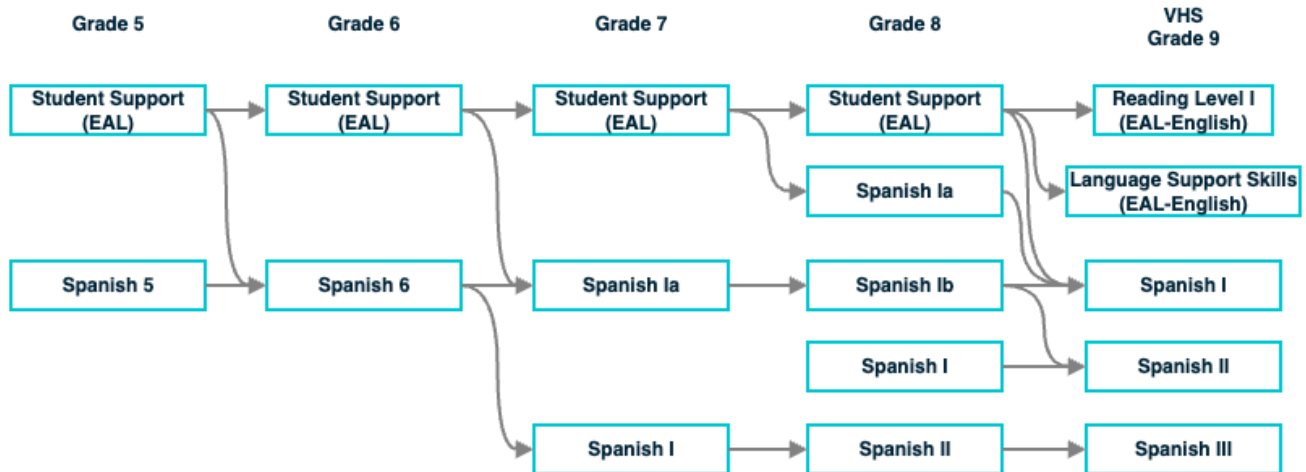 Grade 5
Grade 6
Grade 7
Grade 8
VHS
Grade 9
Student Support
(EAL)
Student Support
(EAL)
Student Support
(EAL)
Student Support
(EAL)
Reading Level I
(EAL-English)
Spanish Ia
Language Support Skills
(EAL-English)
Spanish 5
Spanish 6
Spanish Ia
Spanish Ib
Spanish I
Spanish I
Spanish II
Spanish I
Spanish II
Spanish III